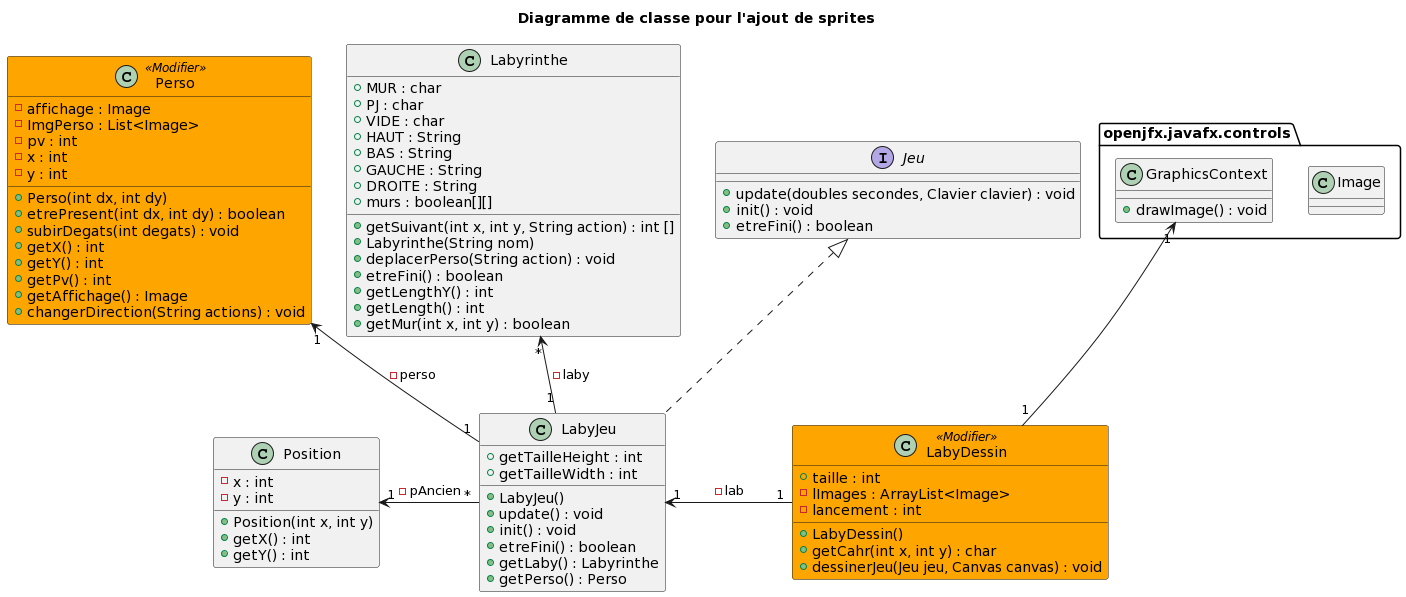 Diagramme de classe pour l'ajout de sprites
C
«Modifier»
Perso
affichage : Image
ImgPerso : List<Image>
pv : int
x : int
y : int
Perso(int dx, int dy)
etrePresent(int dx, int dy) : boolean
subirDegats(int degats) : void
getX() : int
getY() : int
getPv() : int
getAffichage() : Image
changerDirection(String actions) : void
C Labyrinthe
MUR : char
PJ : char
VIDE : char
HAUT : String
BAS : String
GAUCHE : String
DROITE : String
murs : boolean[][]
getSuivant(int x, int y, String action) : int []
Labyrinthe(String nom)
deplacerPerso(String action) : void
etreFini() : boolean
getLengthY() : int
getLength() : int
getMur(int x, int y) : boolean
I Jeu
update(doubles secondes, Clavier clavier) : void
init() : void
etreFini() : boolean
openjfx.javafx.controls
C GraphicsContext
drawImage() : void
C Image
1
1
*
perso
laby
1
1
1
C Position
x : int
y : int
Position(int x, int y)
getX() : int
getY() : int
1 pAncien *
C LabyJeu
getTailleHeight : int
getTailleWidth : int
LabyJeu()
update() : void
init() : void
etreFini() : boolean
getLaby() : Labyrinthe
getPerso() : Perso
1 lab 1
C
«Modifier»
LabyDessin
taille : int
lImages : ArrayList<Image>
lancement : int
LabyDessin()
getCahr(int x, int y) : char
dessinerJeu(Jeu jeu, Canvas canvas) : void